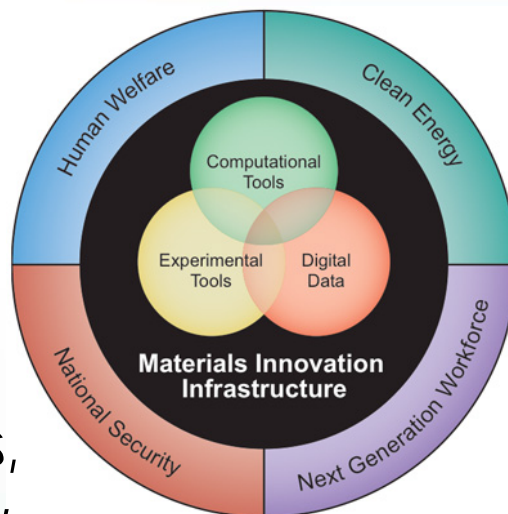 Human Welfare
Clean Energy
Computational
Tools
Experimental
Tools
Digital
Data
Materials Innovation
Infrastructure
National Security
Next Generation Workforce